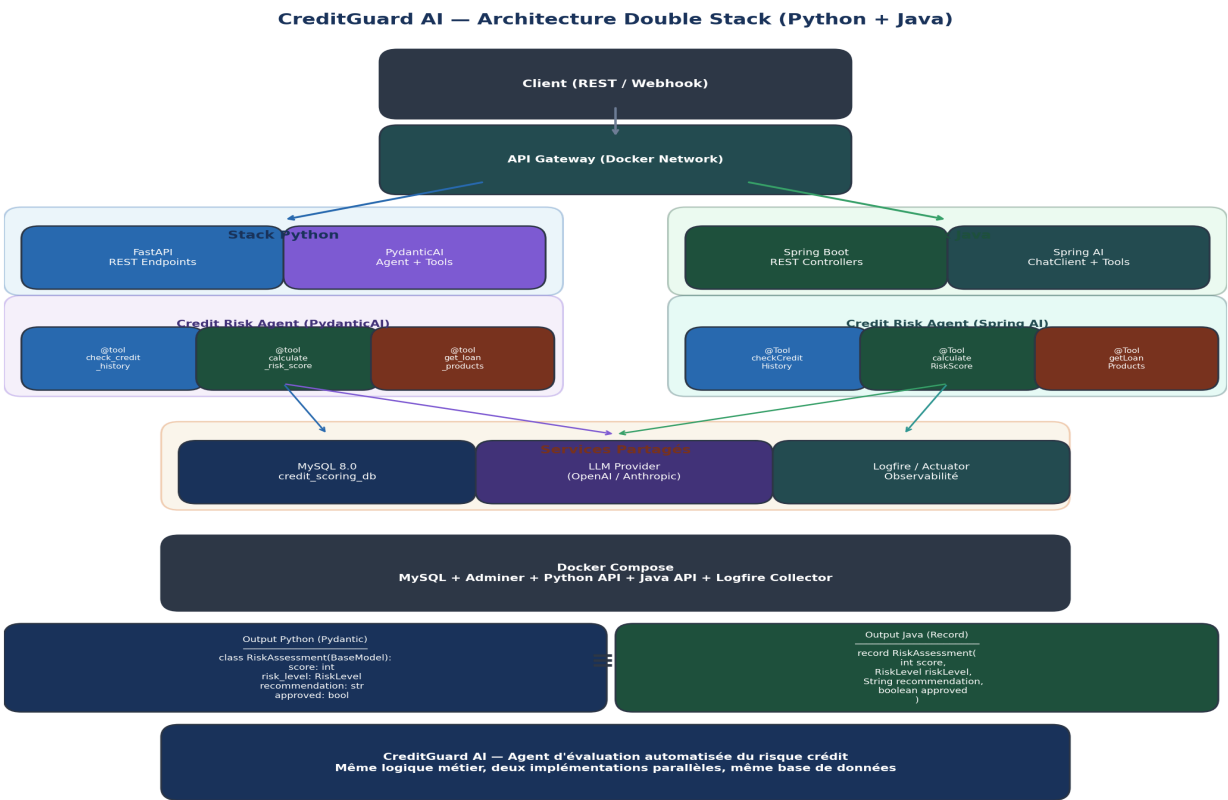 CreditGuard AI — Architecture Double Stack (Python + Java)
Client (REST / Webhook)
API Gateway (Docker Network)
Stack Python
FastAPI
REST Endpoints
PydanticAI
Agent + Tools
Spring Boot
REST Controllers
Spring AI
ChatClient + Tools
Credit Risk Agent (PydanticAI)
@tool
check_credit
_history
@tool
calculate
_risk_score
@tool
get_loan
_products
Credit Risk Agent (Spring AI)
@Tool
checkCredit
History
@Tool
calculate
RiskScore
@Tool
getLoan
Products
Services Partagés
MySQL 8.0
credit_scoring_db
LLM Provider
(OpenAI / Anthropic)
Logfire / Actuator
Observabilité
Docker Compose
MySQL + Adminer + Python API + Java API + Logfire Collector
Output Python (Pydantic)
class RiskAssessment(BaseModel):
score: int
risk_level: RiskLevel
recommendation: str
approved: bool
≡
Output Java (Record)
record RiskAssessment(
int score,
RiskLevel riskLevel,
String recommendation,
boolean approved
)
CreditGuard AI — Agent d'évaluation automatisée du risque crédit
Même logique métier, deux implémentations parallèles, même base de données